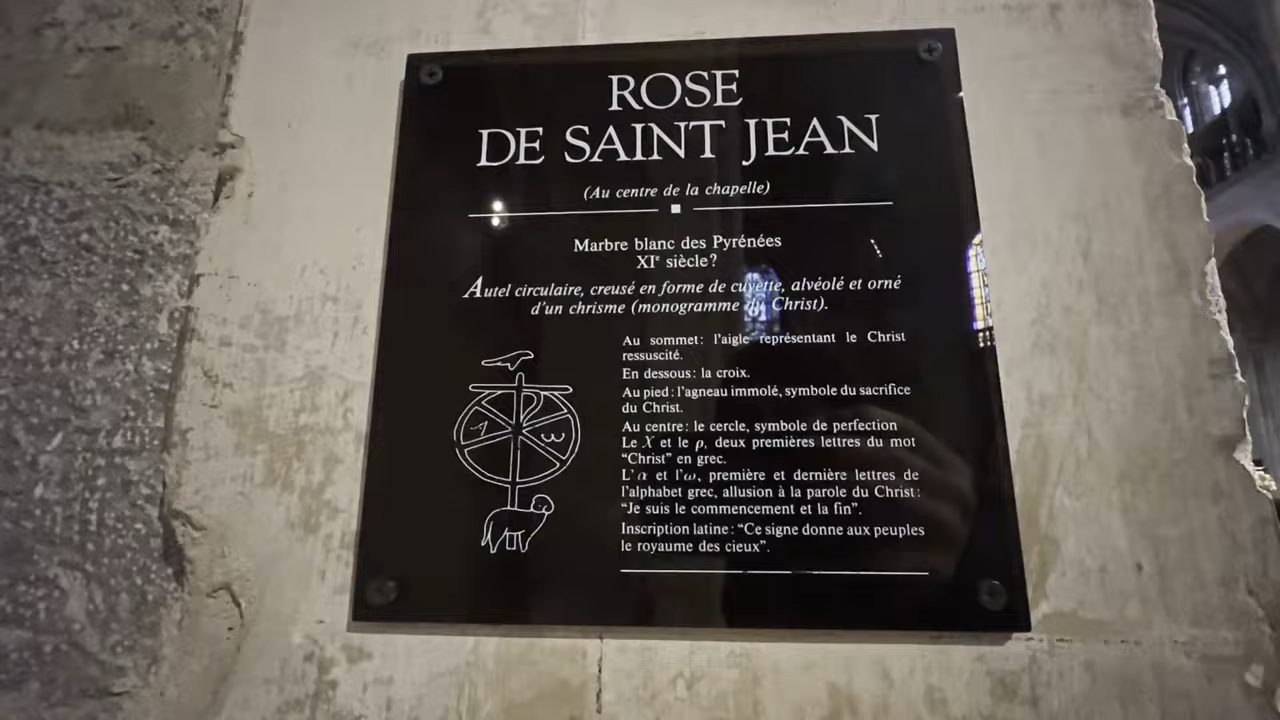 ROSE
DE SAINT JEAN
(Au centre de la chapelle)
Marbre blanc des Pyrénées
XIᵉ siècle?
Autel circulaire, creusé en forme de cuvette, alvéolé et orné
d'un chrisme (monogramme du Christ).
Au sommet: l'aigle représentant le Christ
ressuscité.
En dessous: la croix.
Au pied: l'agneau immolé, symbole du sacrifice
du Christ.
Au centre: le cercle, symbole de perfection
Le X et le ρ, deux premières lettres du mot
"Christ" en grec.
L'α et l'ω, première et dernière lettres de
l'alphabet grec, allusion à la parole du Christ:
"Je suis le commencement et la fin".
Inscription latine: "Ce signe donne aux peuples
le royaume des cieux".